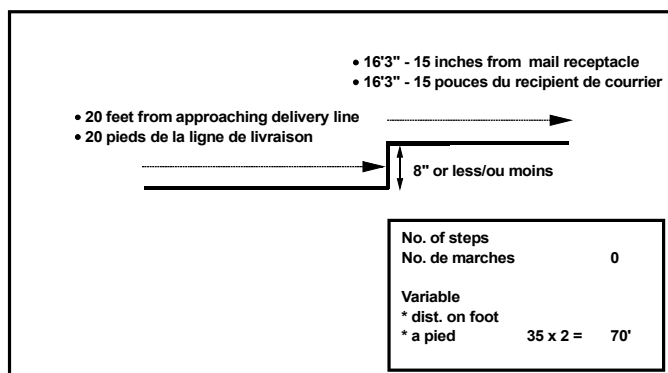 • 16'3" - 15 inches from mail receptacle
• 16'3" - 15 pouces du recipient de courrier
• 20 feet from approaching delivery line
• 20 pieds de la ligne de livraison
8" or less/ou moins
No. of steps
No. de marches 0
Variable
* dist. on foot
* a pied 35 x 2 = 70'